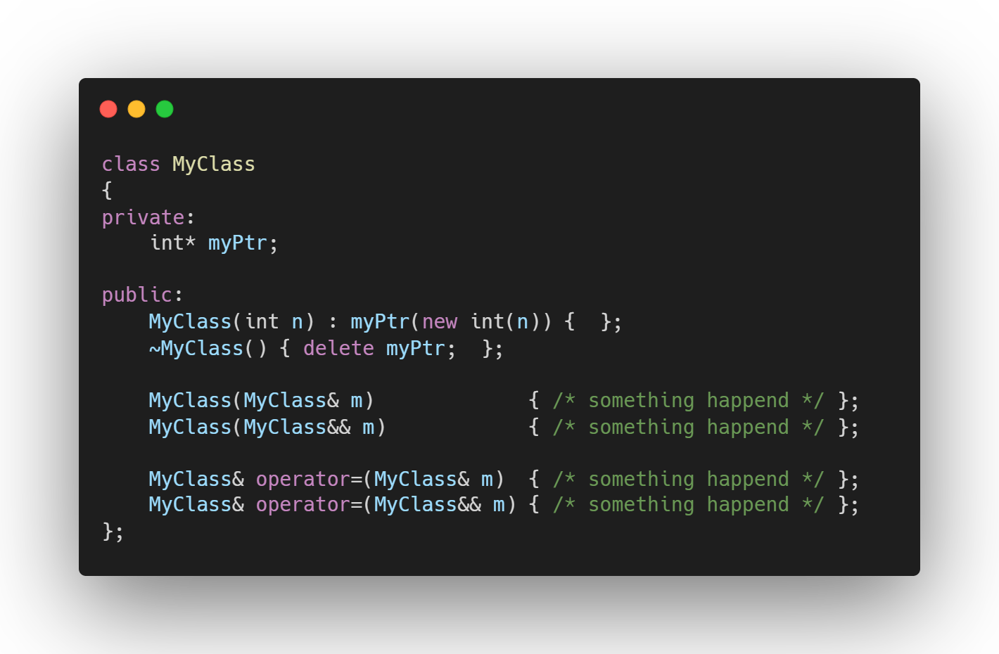 class MyClass
{
private:
    int* myPtr;

public:
    MyClass(int n) : myPtr(new int(n)) {  };
    ~MyClass() { delete myPtr;  };

    MyClass(MyClass& m)             { /* something happend */ };
    MyClass(MyClass&& m)            { /* something happend */ };

    MyClass& operator=(MyClass& m)  { /* something happend */ };
    MyClass& operator=(MyClass&& m) { /* something happend */ };
};